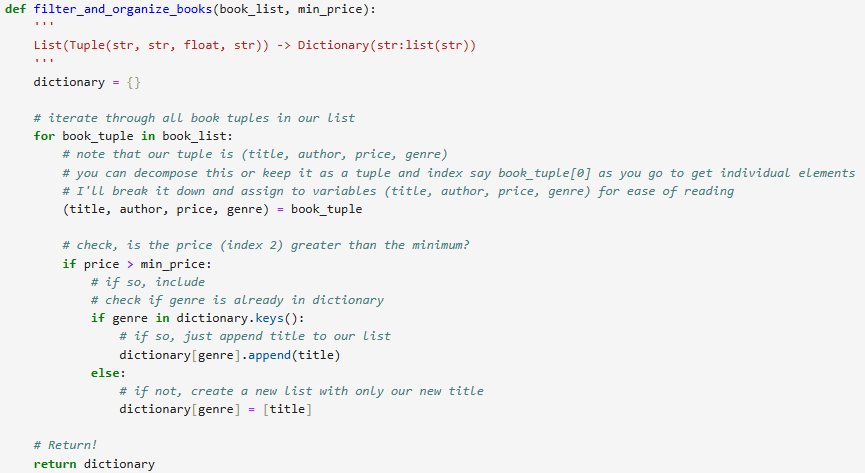 def filter_and_organize_books(book_list, min_price):
    '''
    List(Tuple(str, str, float, str)) -> Dictionary(str:list(str))
    '''
    dictionary = {}
    # iterate through all book tuples in our list
    for book_tuple in book_list:
        # note that our tuple is (title, author, price, genre)
        # you can decompose this or keep it as a tuple and index say book_tuple[0] as you go to get individual elements
        # I'll break it down and assign to variables (title, author, price, genre) for ease of reading
        (title, author, price, genre) = book_tuple
        # check, is the price (index 2) greater than the minimum?
        if price > min_price:
            # if so, include
            # check if genre is already in dictionary
            if genre in dictionary.keys():
                # if so, just append title to our list
                dictionary[genre].append(title)
            else:
                # if not, create a new list with only our new title
                dictionary[genre] = [title]
    # Return!
    return dictionary